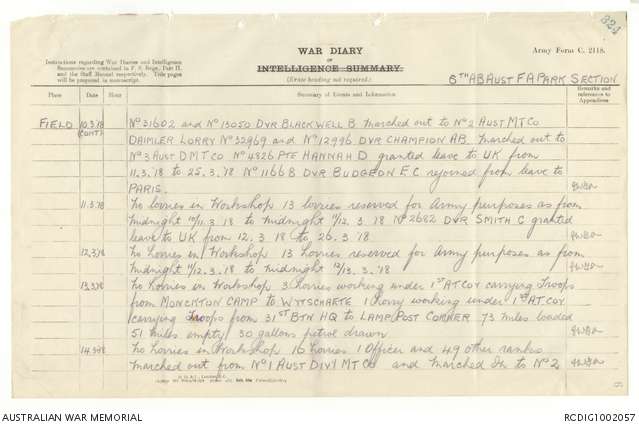 324
WAR DIARY
OF
INTELLIGENCE SUMMARY.
(Erase heading not required.)
Army Form C. 2118.
Instructions regarding War Diaries and Intelligence
Summaries are contained in F. S. Regs., Part II.
and the Staff Manual respectively. Title pages
will be prepared in manuscript.
6TH AB AUST FA PARK SECTION
Place Date Hour Summary of Events and Information Remarks and references to Appendices
FIELD 10.3.18 No 31602 and No 13050 DVR BLACKWELL B. Marched out to No 2 AUST MT Co
(CONT) DAIMLER LORRY No 32969 and No 12996 DVR CHAMPION AB. Marched out to
No 3 AUST DMT Co No 4326 PTE HANNAH D granted leave to UK from
11.3.18 to 25.3.18 No 11668 DVR BUDGEON E.C. rejoined from leave to
PARIS.
11.3.18 No lorries in Workshop 13 lorries reserved for Army purposes as from
midnight 10/11.3.18 to midnight 11/12.3.18 No 2682 DVR SMITH C granted
leave to UK from 12.3.18 to 26.3.18
12.3.18 No lorries in Workshop 13 lorries reserved for Army purposes as from
midnight 11/12.3.18 to midnight 12/13.3.18
13.3.18 No lorries in Workshop 3 lorries working under 1ST AT COY carrying Troops
from MONCKTON CAMP to WYTSCHAETE 1 lorry working under 1ST AT COY
carrying Troops from 31ST BTN HQ to LAMP POST CORNER 73 miles loaded
51 miles empty 30 gallons petrol drawn
14.3.18 No lorries in Workshop 16 lorries 1 Officer and 49 other ranks
Marched out from No 1 AUST DIV'L MT Co and marched In to No 2
AUSTRALIAN WAR MEMORIAL
RCDIG1002057